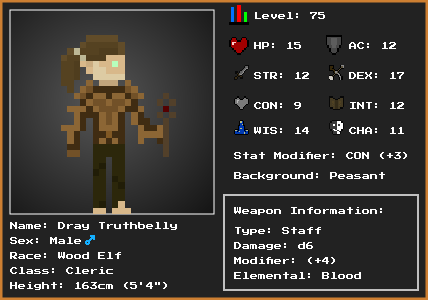 Level: 75
HP: 15 AC: 12
STR: 12 DEX: 17
CON: 9 INT: 12
WIS: 14 CHA: 11
Stat Modifier: CON (+3)
Background: Peasant
Name: Dray Truthbelly
Sex: Male ♂
Race: Wood Elf
Class: Cleric
Height: 163cm (5'4")
Weapon Information:
Type: Staff
Damage: d6
Modifier: (+4)
Elemental: Blood